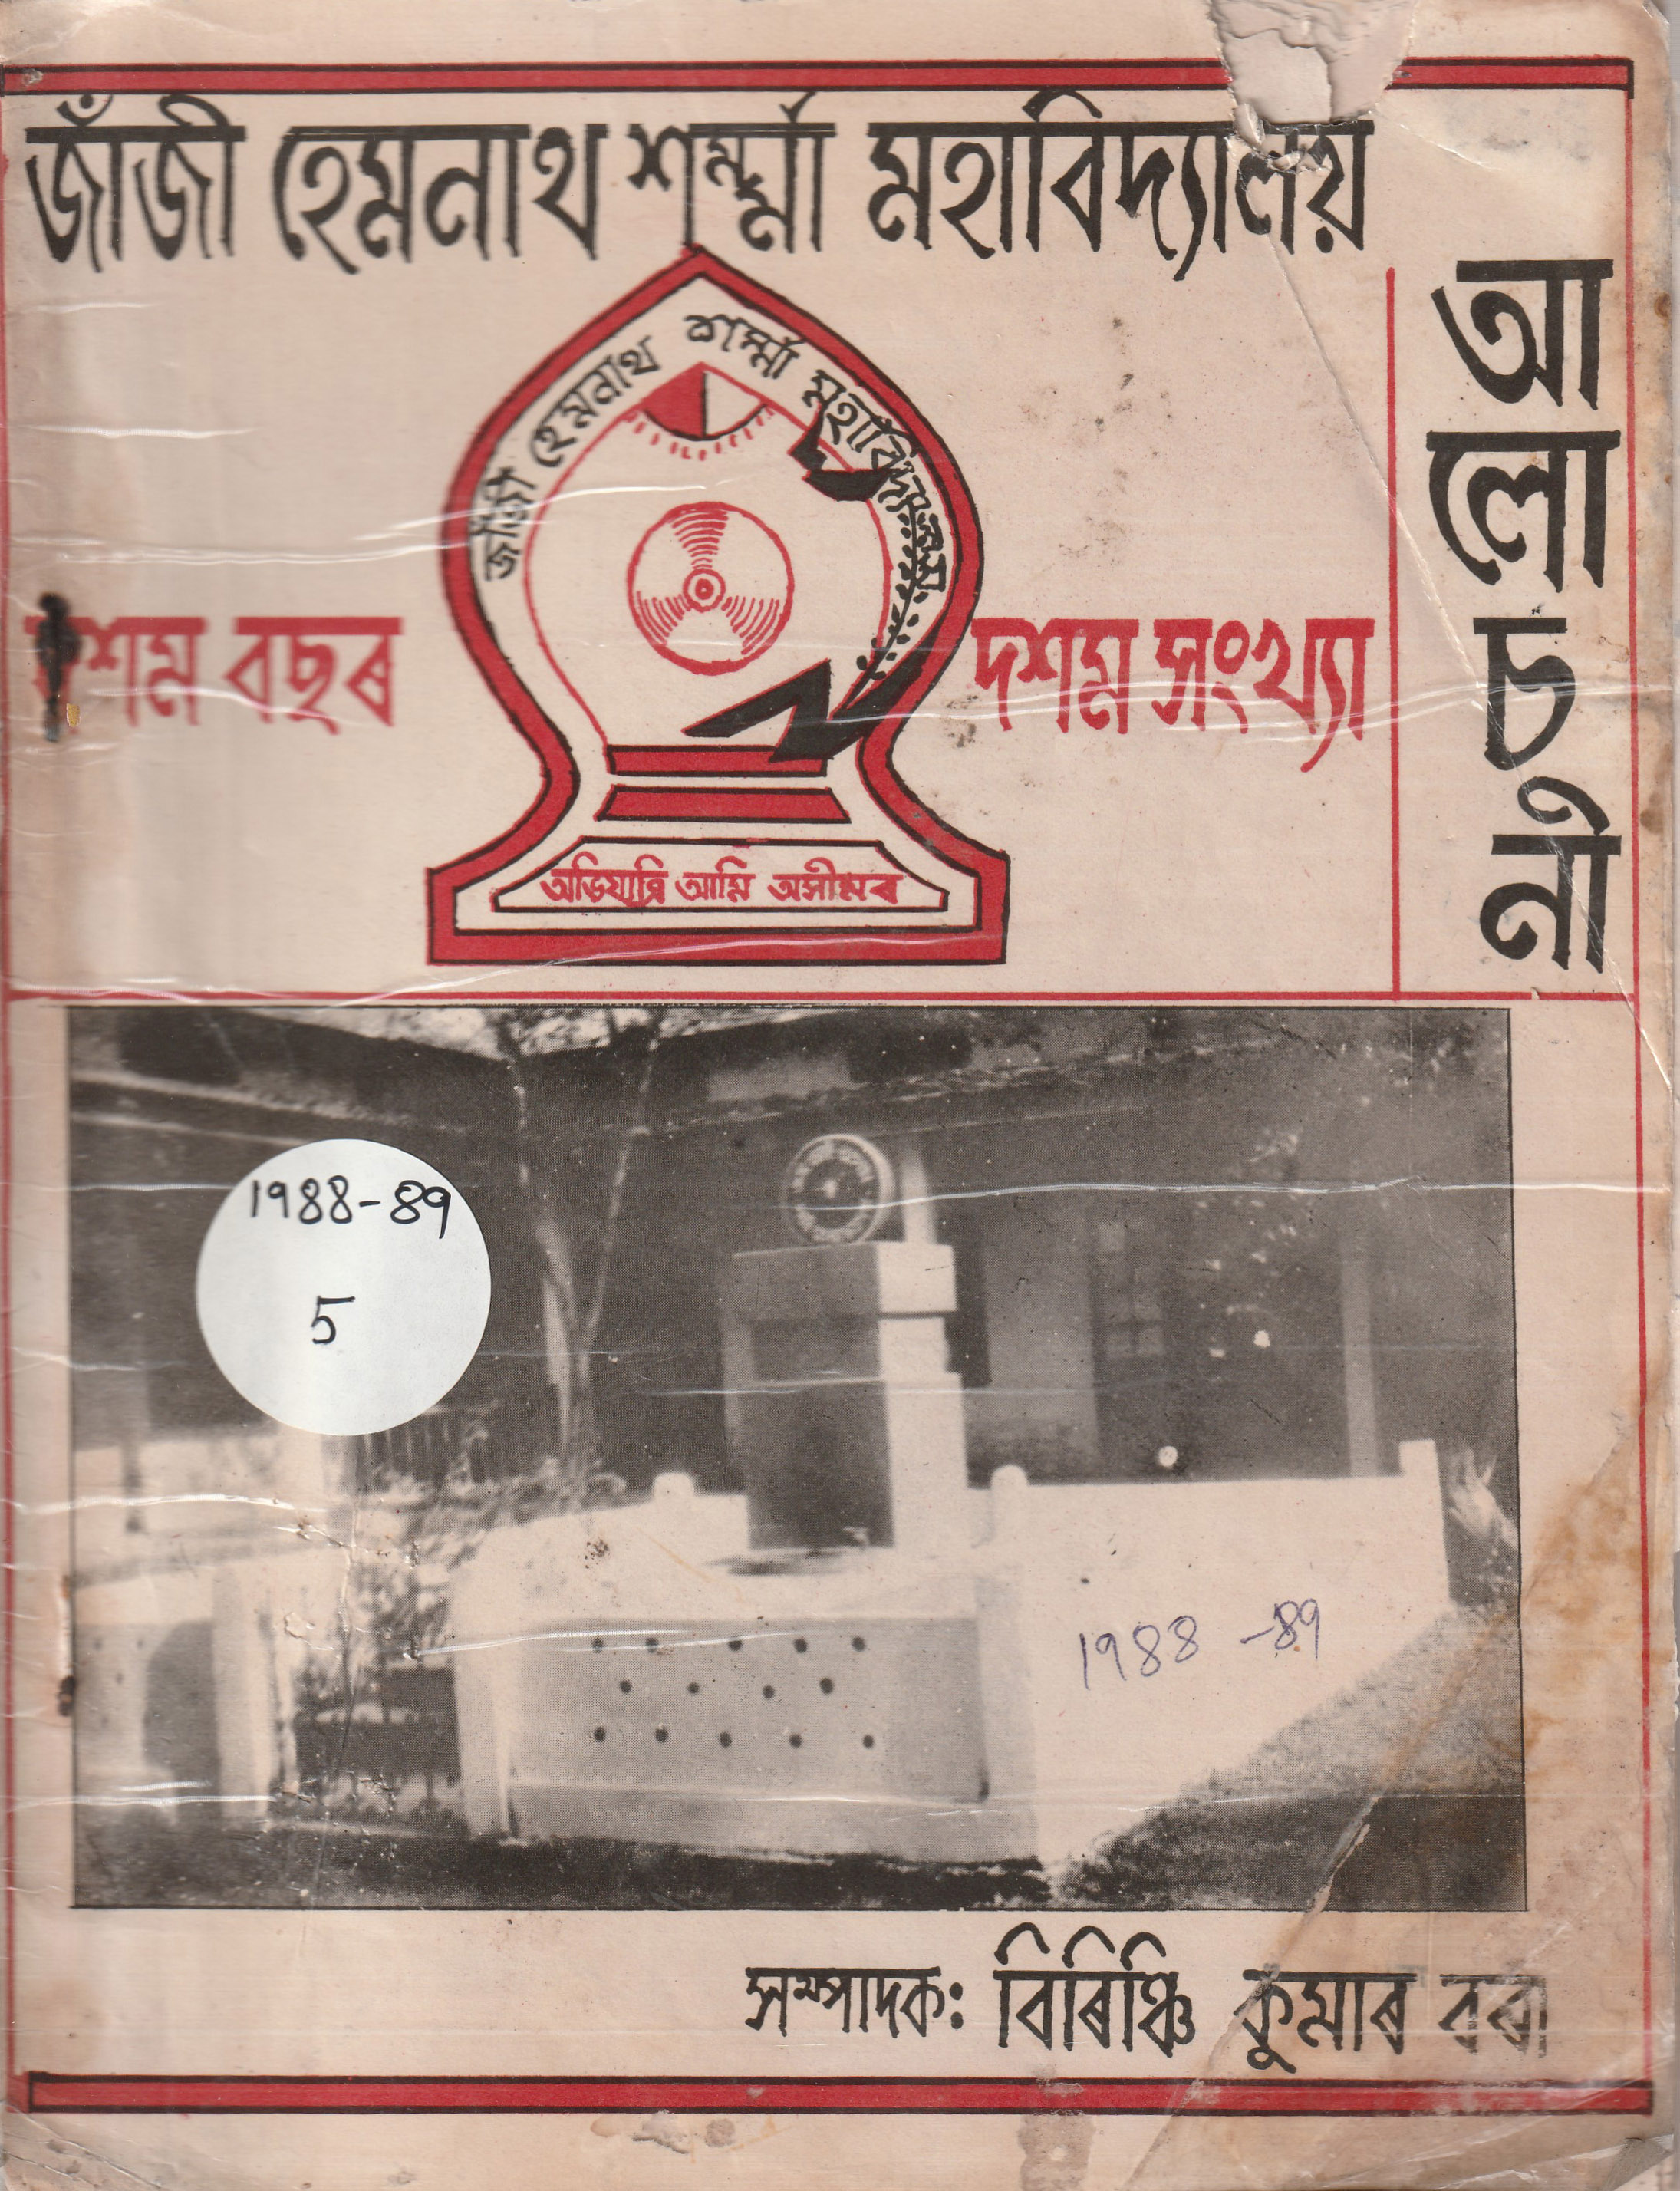 জাঁজী হেমনাথ শৰ্ম্মা মহাবিদ্যালয়
আলোচনী
জাঁজী হেমনাথ শৰ্ম্মা মহাবিদ্যালয়
দশম বছৰ
দশম সংখ্যা
অভিযাত্ৰি আমি অসীমৰ
1988-89
5
1988-89
সম্পাদক: বিৰিঞ্চি কুমাৰ বৰা